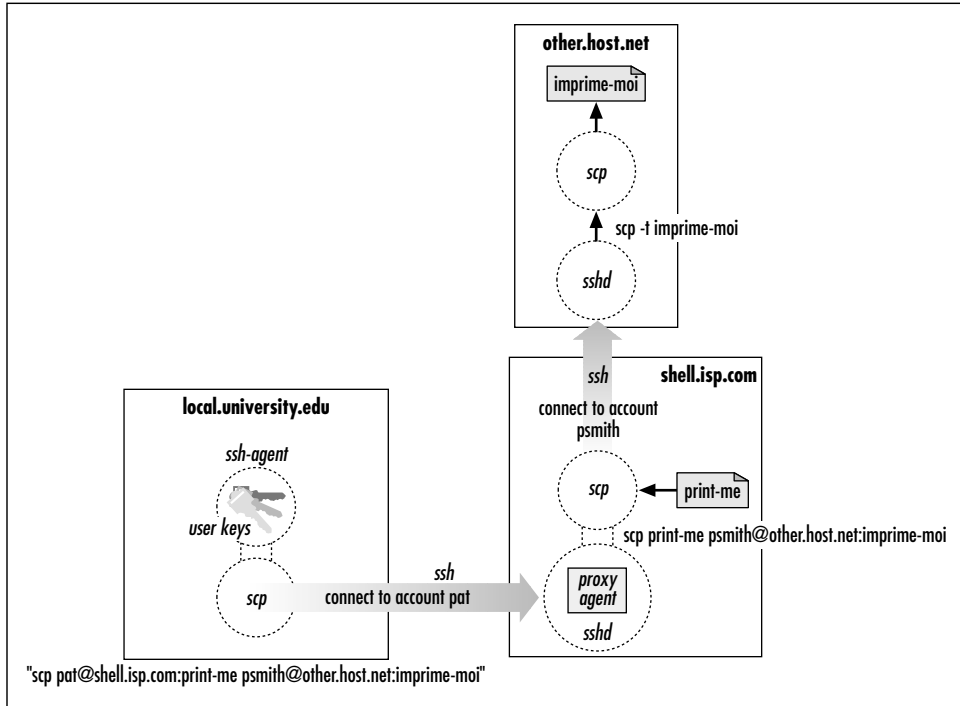 other.host.net
imprime-moi
scp
scp -t imprime-moi
sshd
ssh
shell.isp.com
connect to account
psmith
scp
print-me
scp print-me psmith@other.host.net:imprime-moi
proxy
agent
sshd
local.university.edu
ssh-agent
user keys
scp
ssh
connect to account pat
"scp pat@shell.isp.com:print-me psmith@other.host.net:imprime-moi"